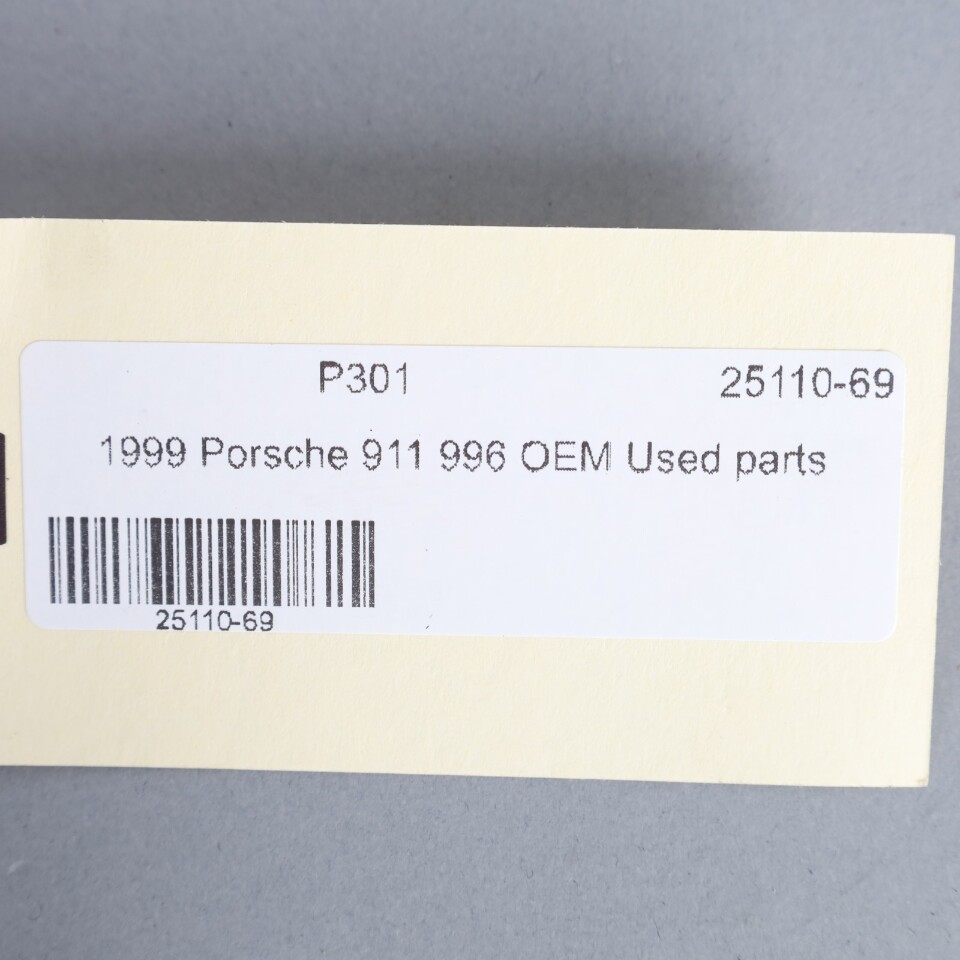 P301 25110-69
1999 Porsche 911 996 OEM Used parts
25110-69